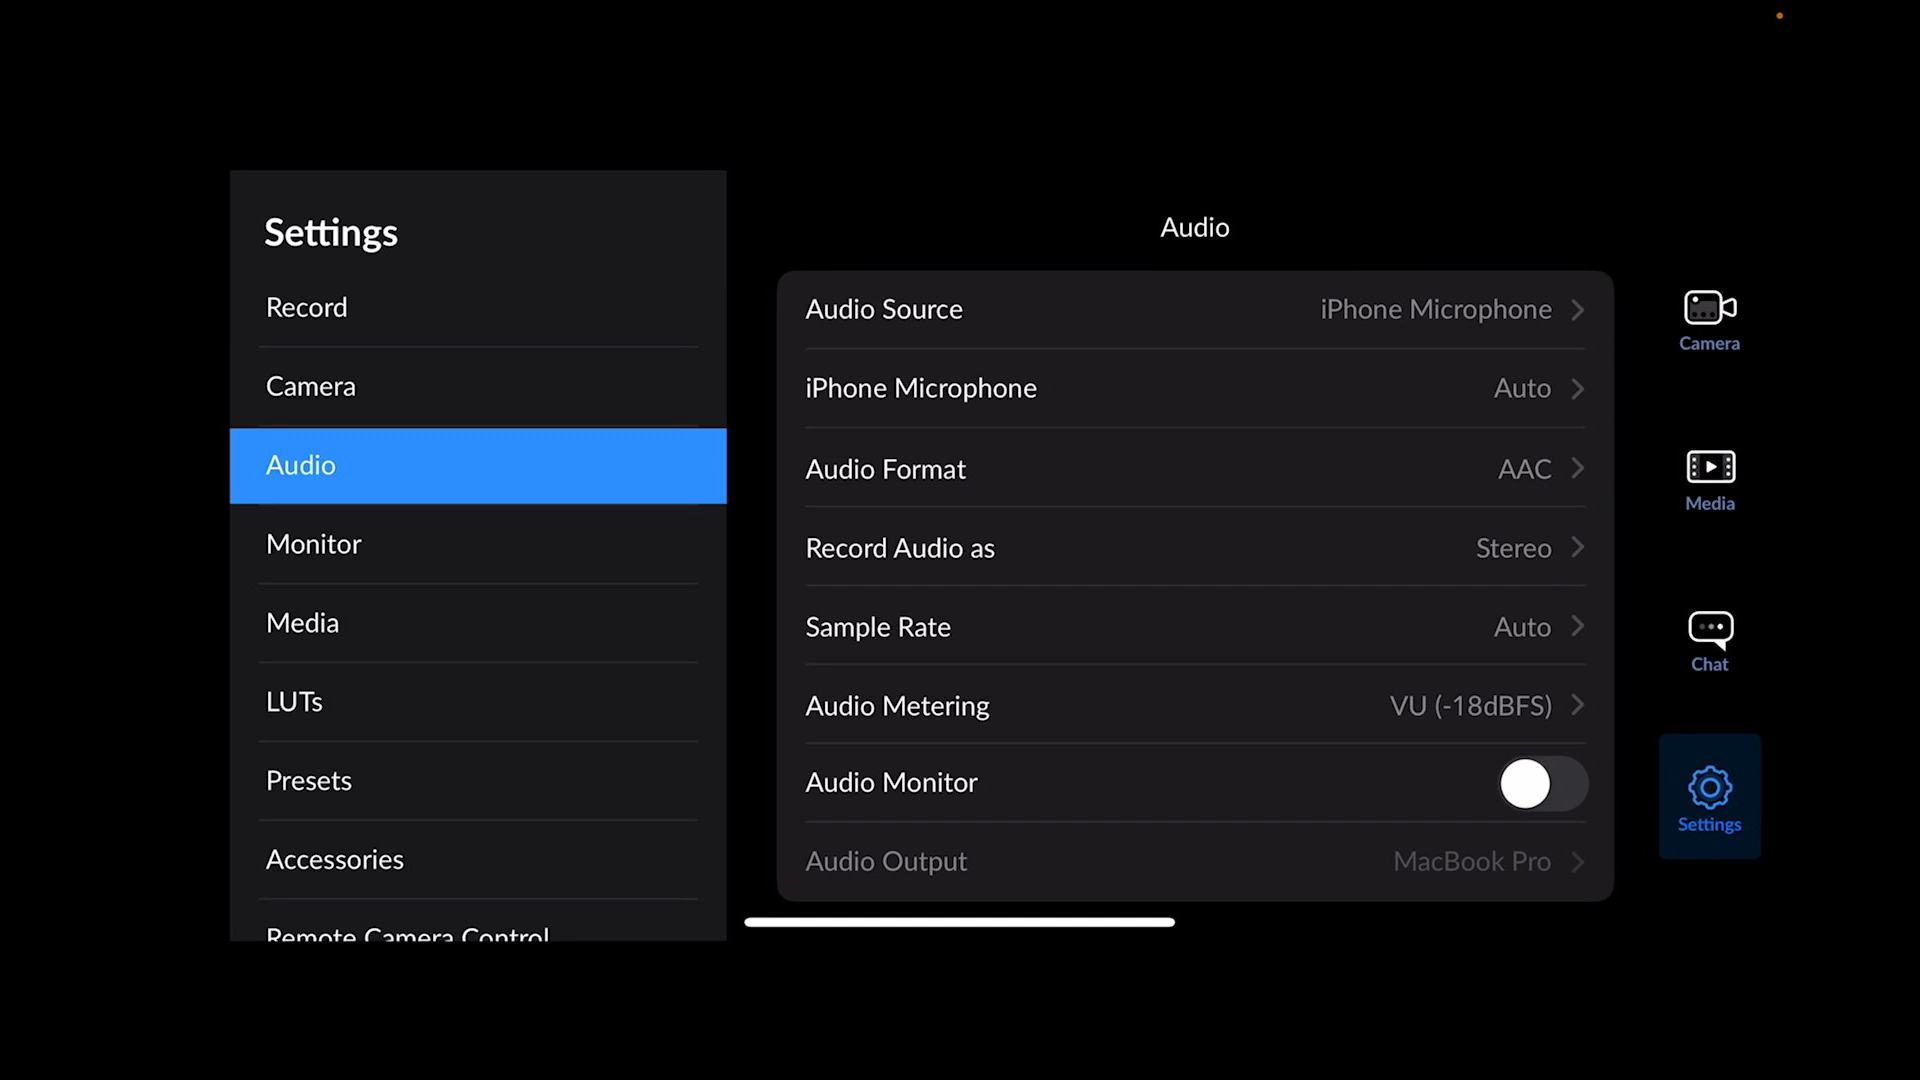 Settings
Record
Camera
Audio
Monitor
Media
LUTs
Presets
Accessories
Remote Camera Control
Audio
Audio Source iPhone Microphone
iPhone Microphone Auto
Audio Format AAC
Record Audio as Stereo
Sample Rate Auto
Audio Metering VU (-18dBFS)
Audio Monitor
Audio Output MacBook Pro
Camera
Media
Chat
Settings